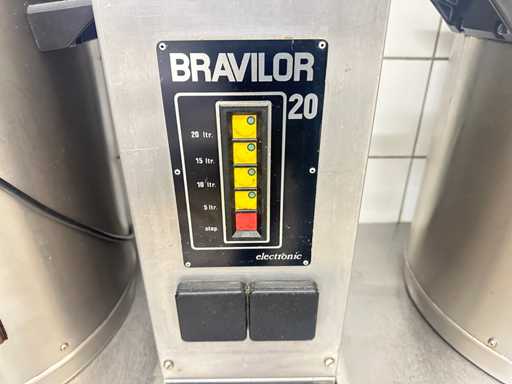 BRAVILOR
20
20 ltr.
15 ltr.
10 ltr.
5 ltr.
stop
electronic